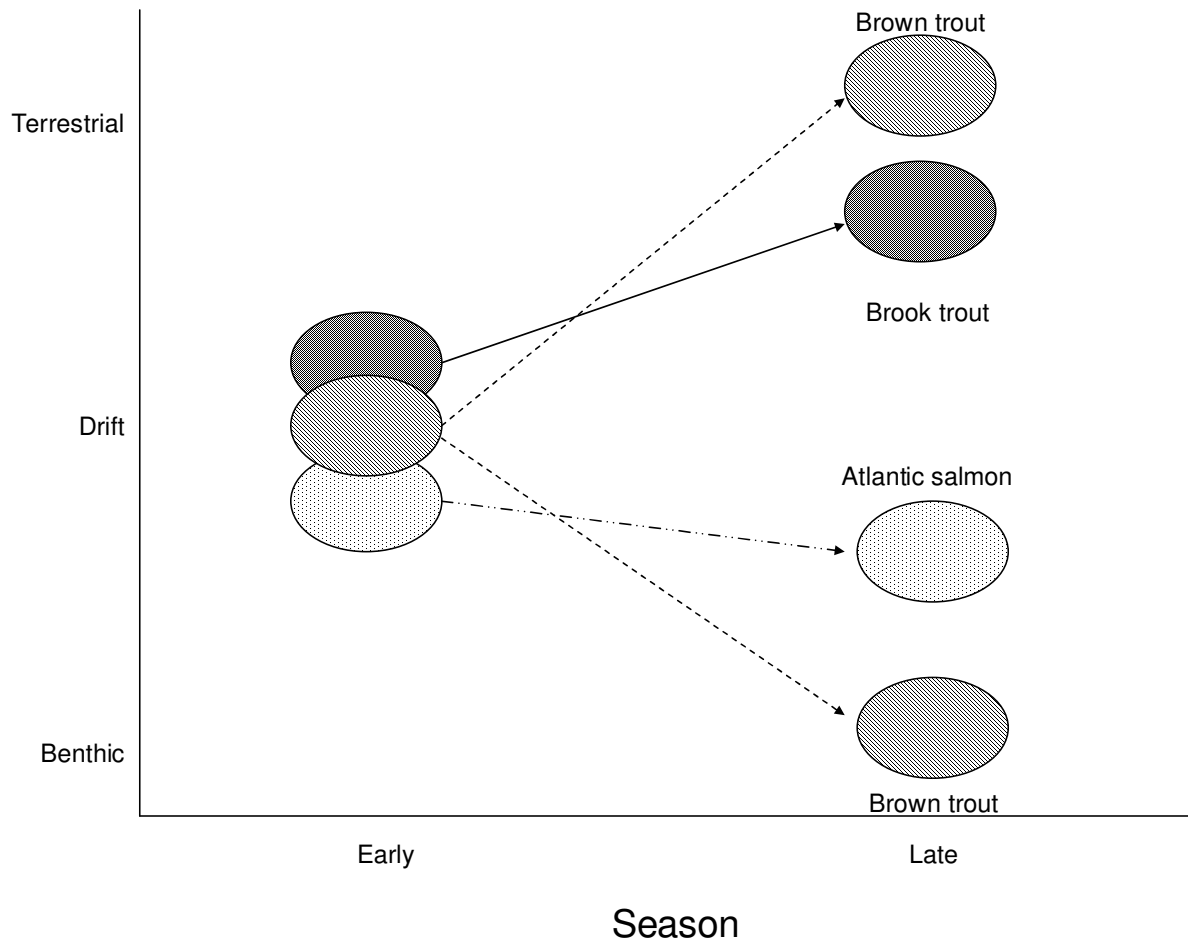 Brown trout
Terrestrial
Brook trout
Drift
Atlantic salmon
Benthic
Brown trout
Early
Late
Season